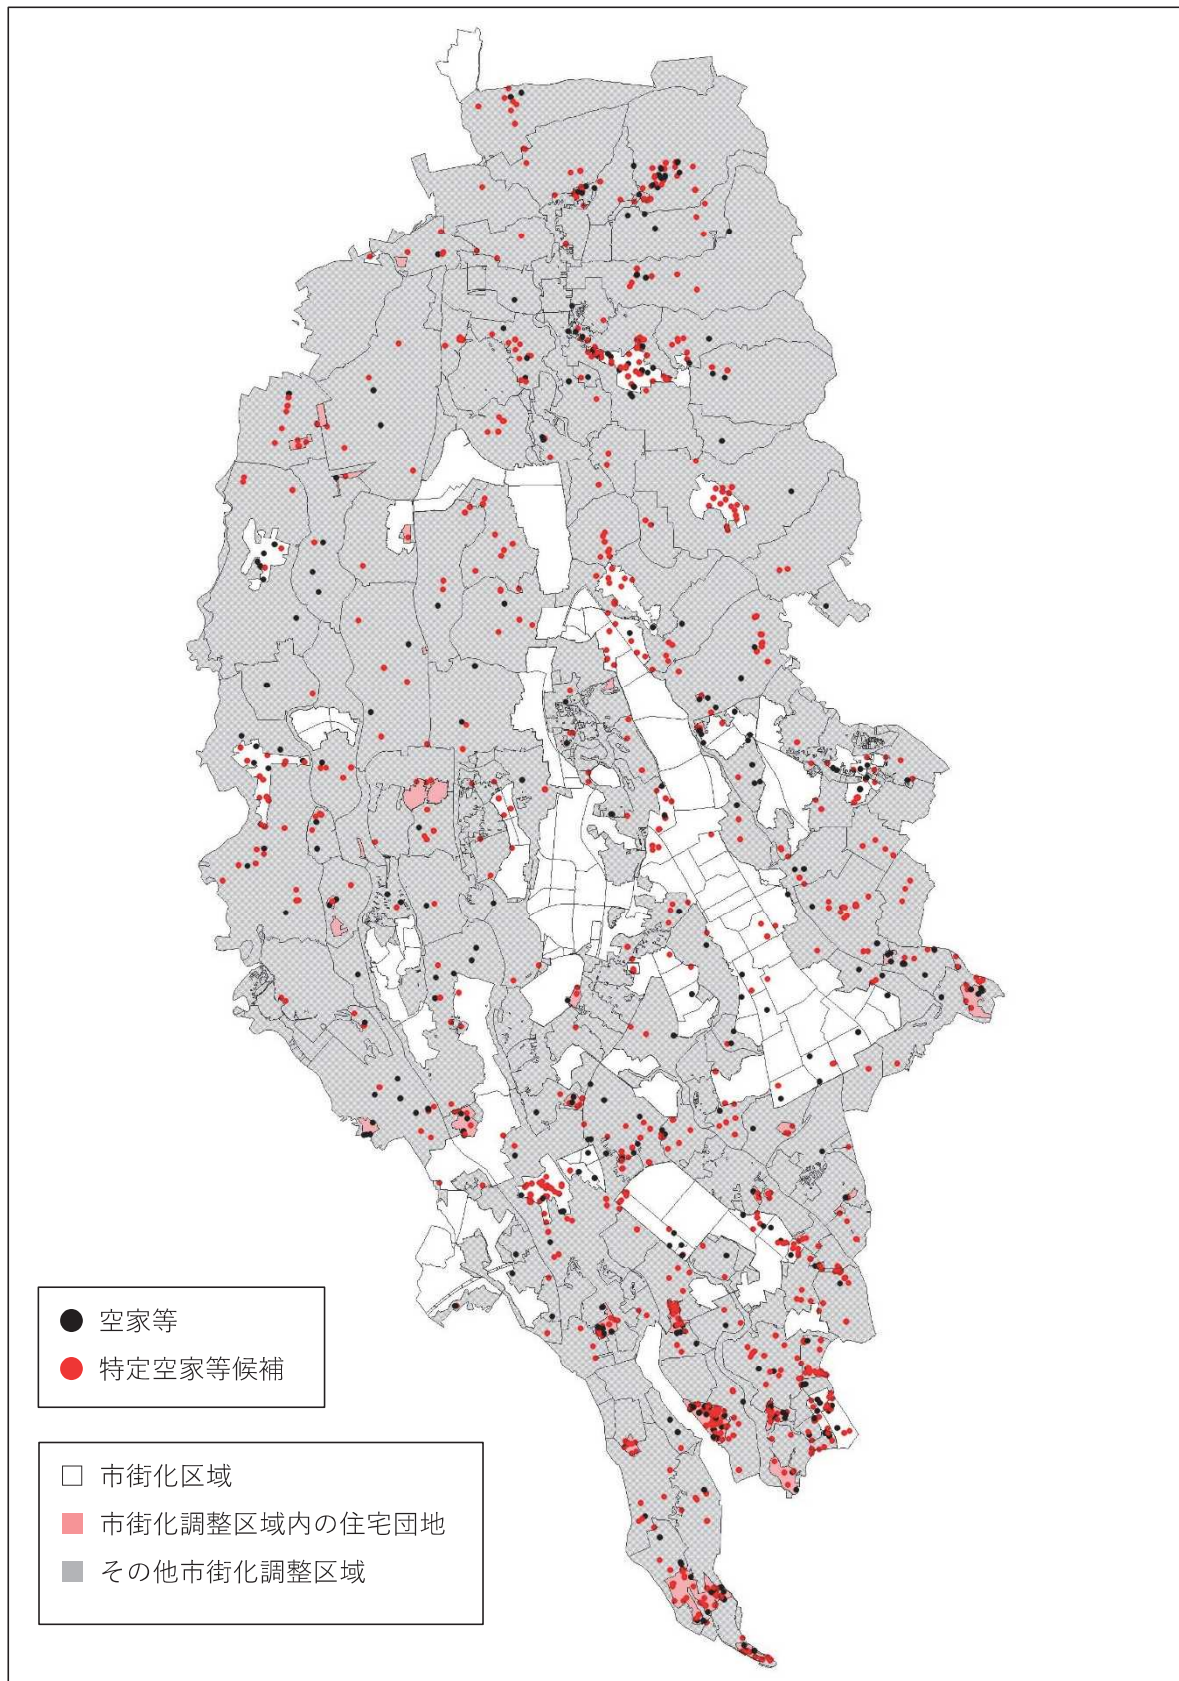 空家等
特定空家等候補
市街化区域
市街化調整区域内の住宅団地
その他市街化調整区域